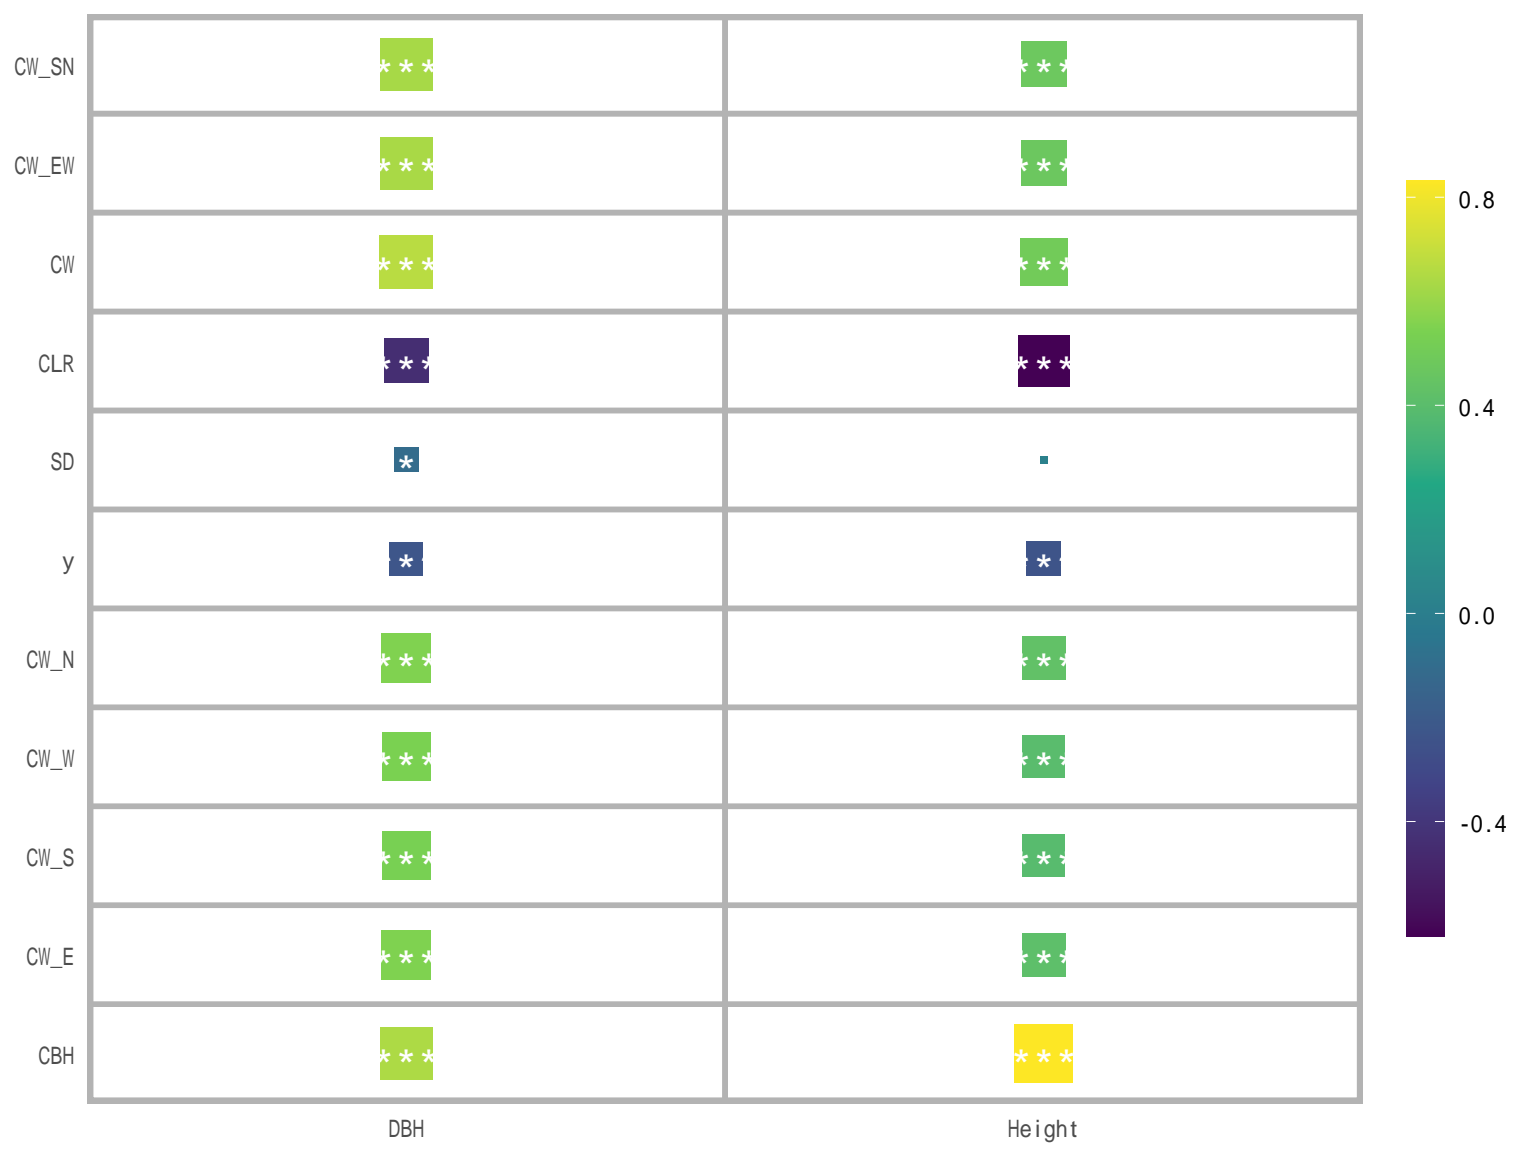 CW_SN *** ***
CW_EW *** ***
CW *** ***
CLR *** ***
SD *
y *** ***
CW_N *** ***
CW_W *** ***
CW_S *** ***
CW_E *** ***
CBH *** ***
DBH Height
0.8
0.4
0.0
-0.4